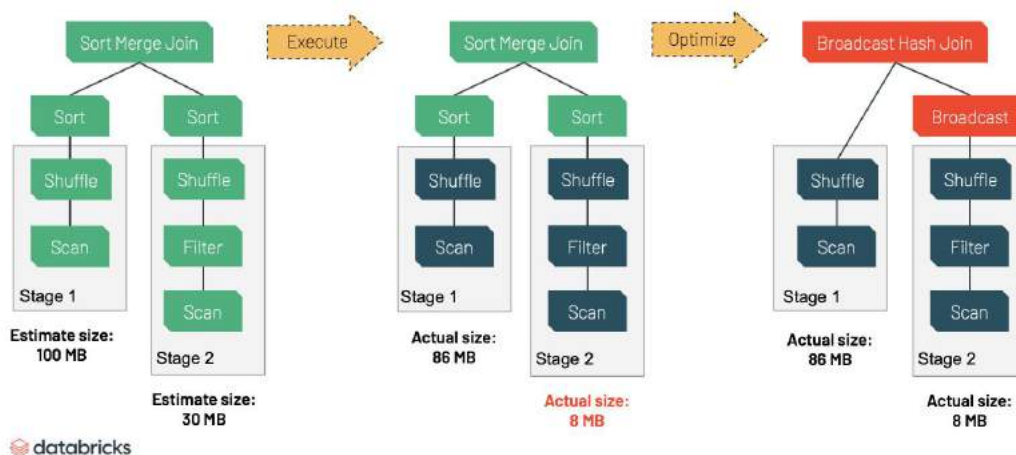 Sort Merge Join
Execute
Sort Merge Join
Optimize
Broadcast Hash Join
Sort
Sort
Sort
Sort
Broadcast
Shuffle
Shuffle
Shuffle
Shuffle
Shuffle
Shuffle
Scan
Filter
Scan
Filter
Scan
Filter
Stage 1
Scan
Stage 1
Scan
Stage 1
Scan
Estimate size:
100 MB
Stage 2
Actual size:
86 MB
Stage 2
Actual size:
86 MB
Stage 2
Estimate size:
30 MB
Actual size:
8 MB
Actual size:
8 MB
databricks